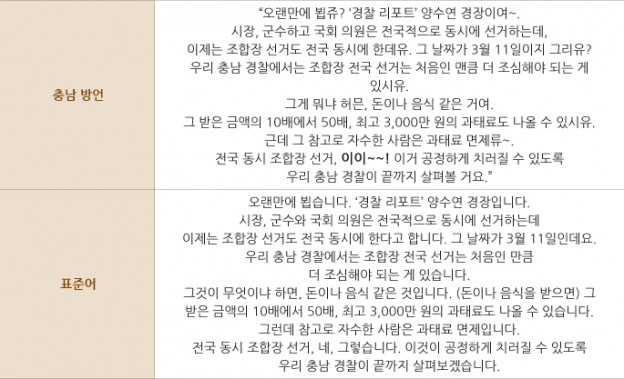 충남 방언
“오랜만에 뵙쥬? ‘경찰 리포트’ 양수연 경장이여~.
시장, 군수하고 국회 의원은 전국적으로 동시에 선거하는데,
이제는 조합장 선거도 전국 동시에 한데유. 그 날짜가 3월 11일이지 그리유?
우리 충남 경찰에서는 조합장 전국 선거는 처음인 맨큼 더 조심해야 되는 게
있시유.
그게 뭐냐 허믄, 돈이나 음식 같은 거여.
그 받은 금액의 10배에서 50배, 최고 3,000만 원의 과태료도 나올 수 있시유.
근데 그 참고로 자수한 사람은 과태료 면제류~.
전국 동시 조합장 선거, 이이~~! 이거 공정하게 치러질 수 있도록
우리 충남 경찰이 끝까지 살펴볼 거요.”
표준어
오랜만에 뵙습니다. ‘경찰 리포트’ 양수연 경장입니다.
시장, 군수와 국회 의원은 전국적으로 동시에 선거하는데
이제는 조합장 선거도 전국 동시에 한다고 합니다. 그 날짜가 3월 11일인데요.
우리 충남 경찰에서는 조합장 전국 선거는 처음인 만큼
더 조심해야 되는 게 있습니다.
그것이 무엇이냐 하면, 돈이나 음식 같은 것입니다. (돈이나 음식을 받으면) 그
받은 금액의 10배에서 50배, 최고 3,000만 원의 과태료도 나올 수 있습니다.
그런데 참고로 자수한 사람은 과태료 면제입니다.
전국 동시 조합장 선거, 네, 그렇습니다. 이것이 공정하게 치러질 수 있도록
우리 충남 경찰이 끝까지 살펴보겠습니다.